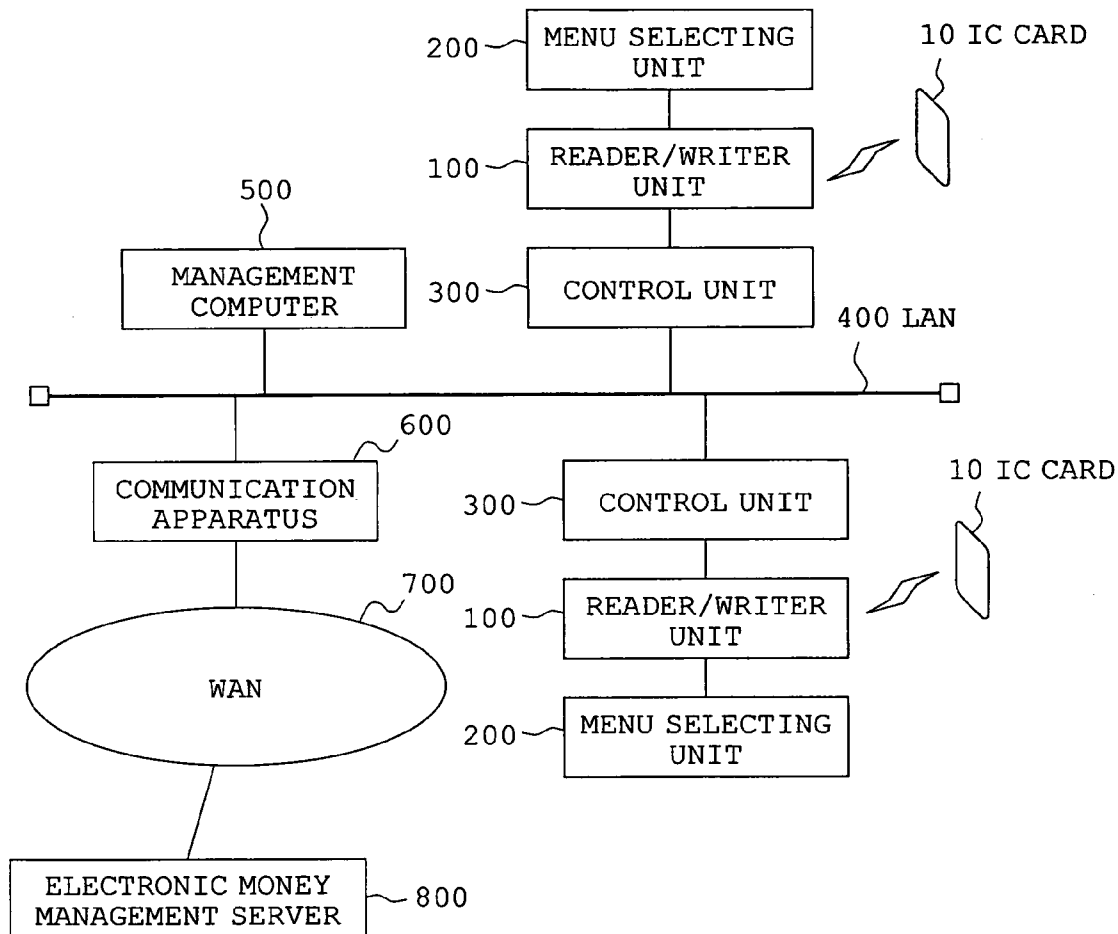 200
MENU SELECTING
UNIT
10 IC CARD
100
READER/WRITER
UNIT
500
MANAGEMENT
COMPUTER
300
CONTROL UNIT
400 LAN
600
COMMUNICATION
APPARATUS
300
CONTROL UNIT
10 IC CARD
700
WAN
100
READER/WRITER
UNIT
200
MENU SELECTING
UNIT
ELECTRONIC MONEY
MANAGEMENT SERVER
800